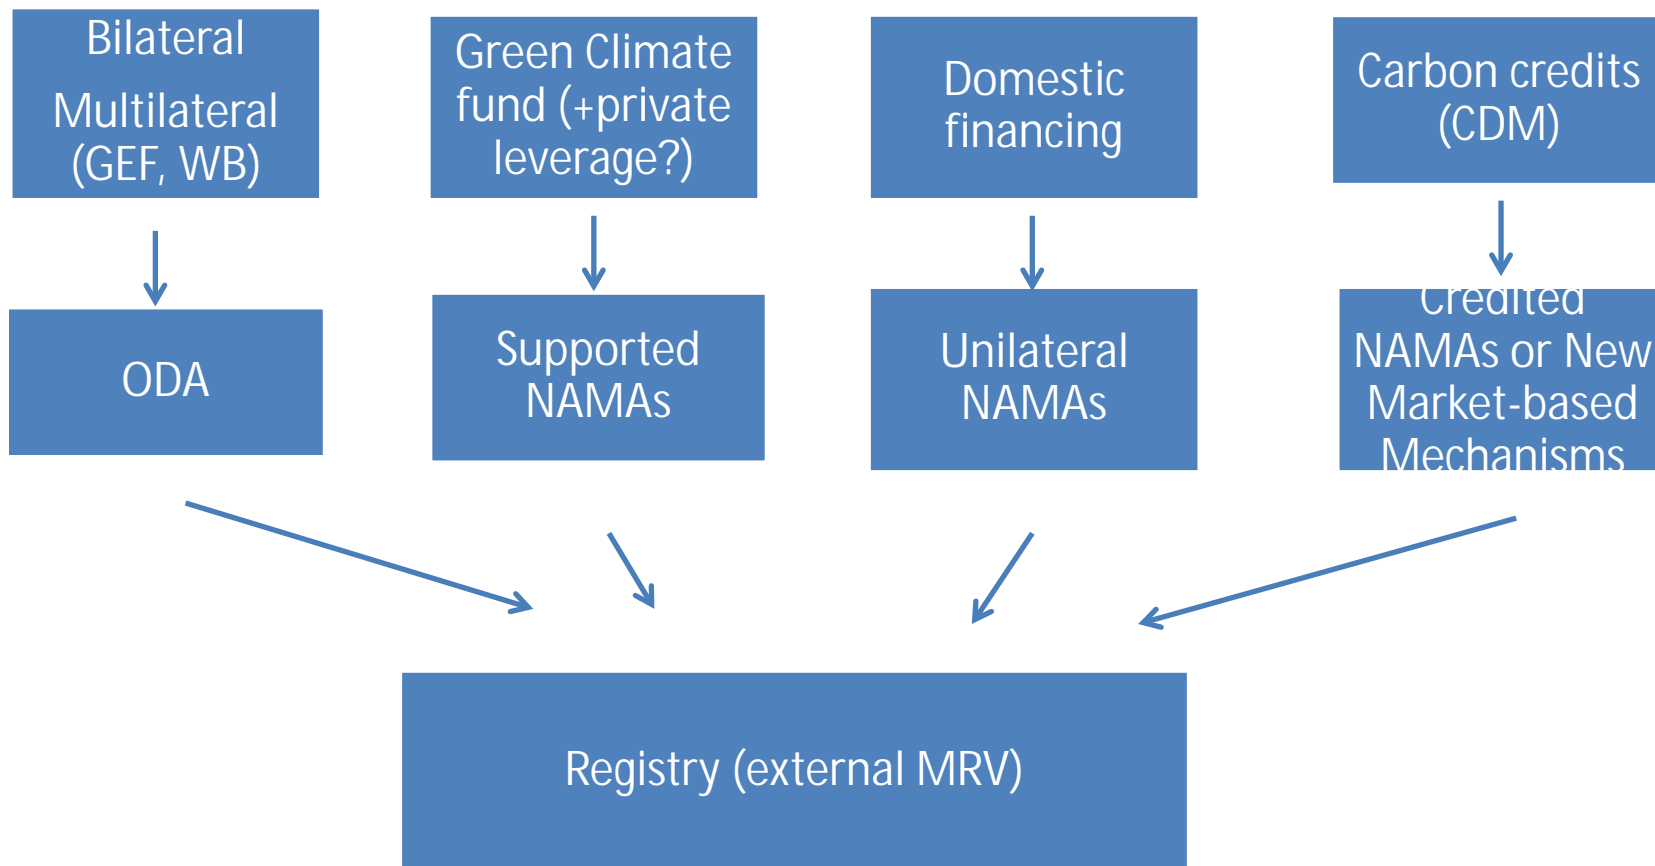 Bilateral
Multilateral
(GEF, WB)
Green Climate
fund (+private
leverage?)
Domestic
financing
Carbon credits
(CDM)
ODA
Supported
NAMAs
Unilateral
NAMAs
Credited
NAMAs or New
Market-based
Mechanisms
Registry (external MRV)